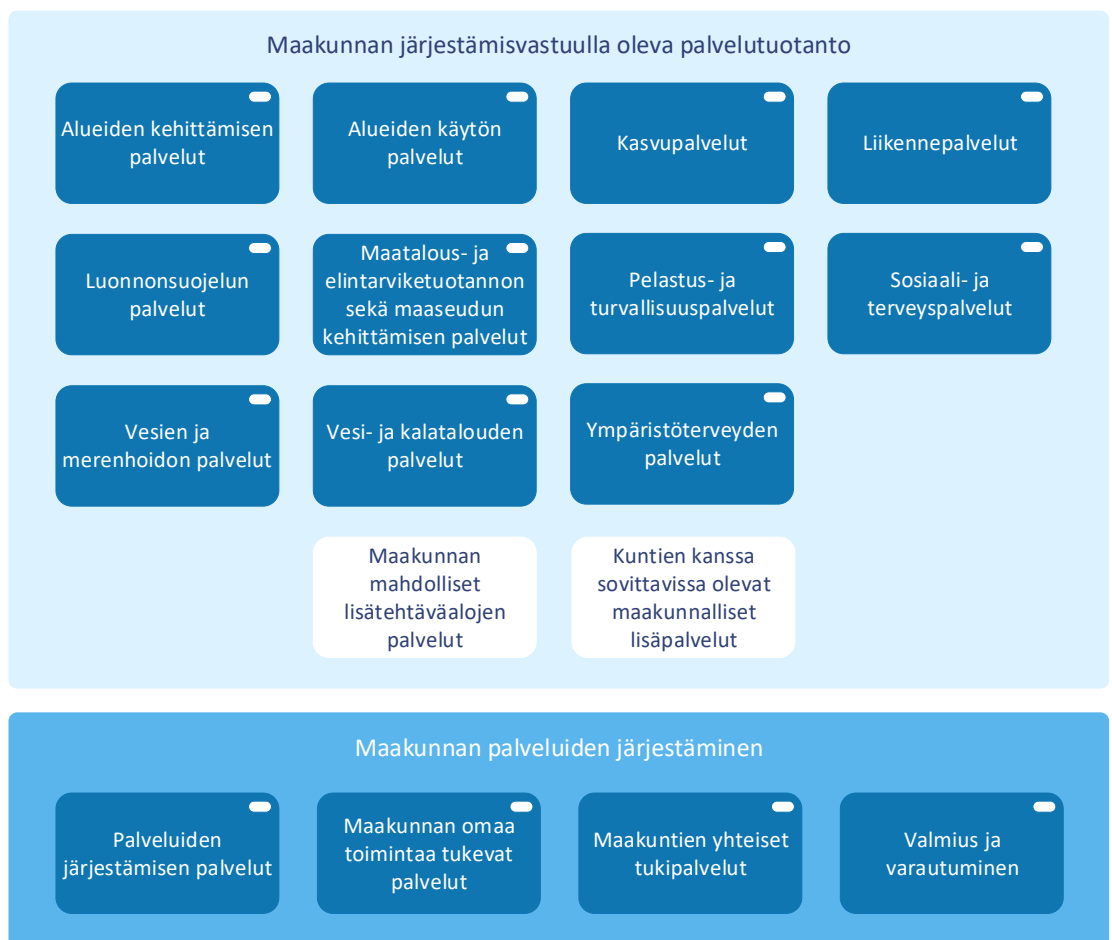 Maakunnan järjestämisvastuulla oleva palvelutuotanto
Alueiden kehittämisen
palvelut
Alueiden käytön
palvelut
Kasvupalvelut
Liikennepalvelut
Luonnonsuojelun
palvelut
Maatalous- ja
elintarviketuotannon
sekä maaseudun
kehittämisen palvelut
Pelastus- ja
turvallisuuspalvelut
Sosiaali- ja
terveyspalvelut
Vesien ja
merenhoidon palvelut
Vesi- ja kalatalouden
palvelut
Ympäristöterveyden
palvelut
Maakunnan
mahdolliset
lisätehtäväalojen
palvelut
Kuntien kanssa
sovittavissa olevat
maakunnalliset
lisäpalvelut
Maakunnan palveluiden järjestäminen
Palveluiden
järjestämisen palvelut
Maakunnan omaa
toimintaa tukevat
palvelut
Maakuntien yhteiset
tukipalvelut
Valmius ja
varautuminen